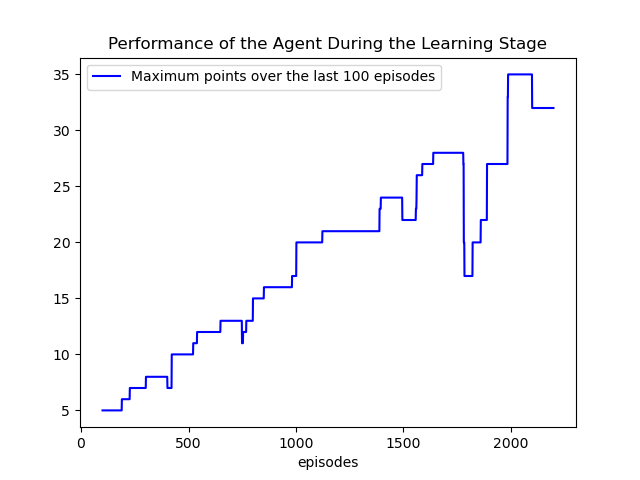 Performance of the Agent During the Learning Stage
Maximum points over the last 100 episodes
35
30
25
20
15
10
5
0 500 1000 1500 2000
episodes